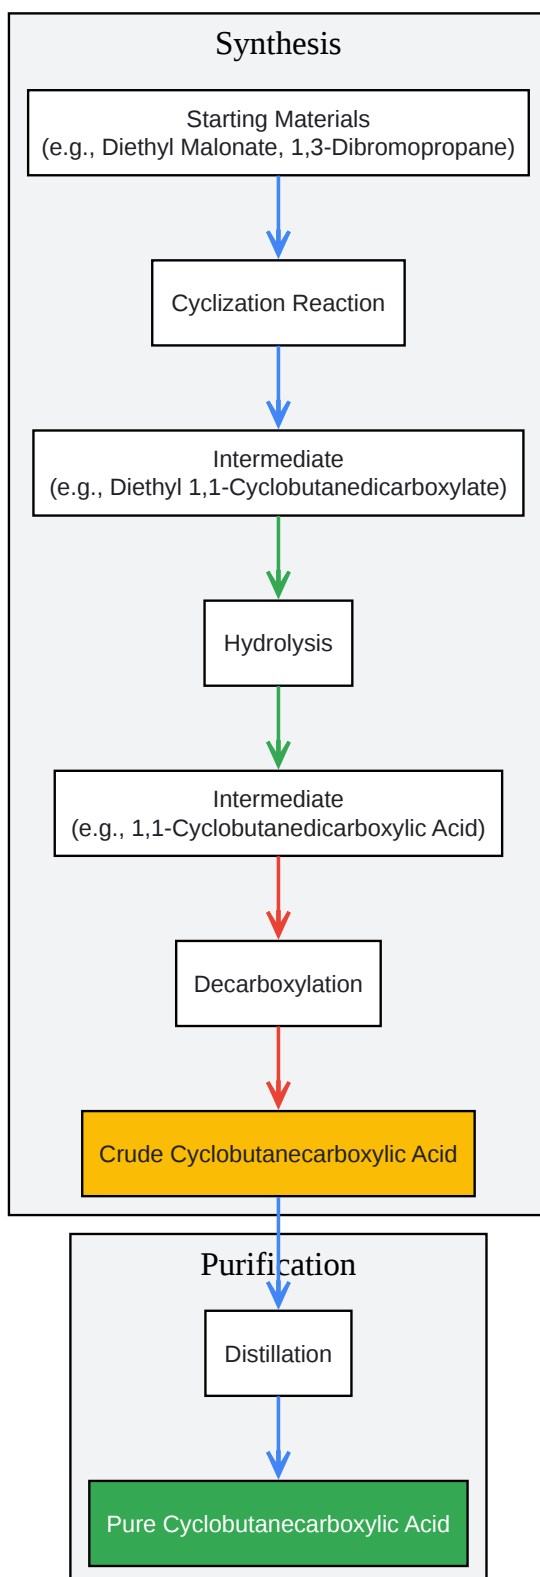 Synthesis
Starting Materials
(e.g., Diethyl Malonate, 1,3-Dibromopropane)
Cyclization Reaction
Intermediate
(e.g., Diethyl 1,1-Cyclobutanedicarboxylate)
Hydrolysis
Intermediate
(e.g., 1,1-Cyclobutanedicarboxylic Acid)
Decarboxylation
Crude Cyclobutanecarboxylic Acid
Purification
Distillation
Pure Cyclobutanecarboxylic Acid